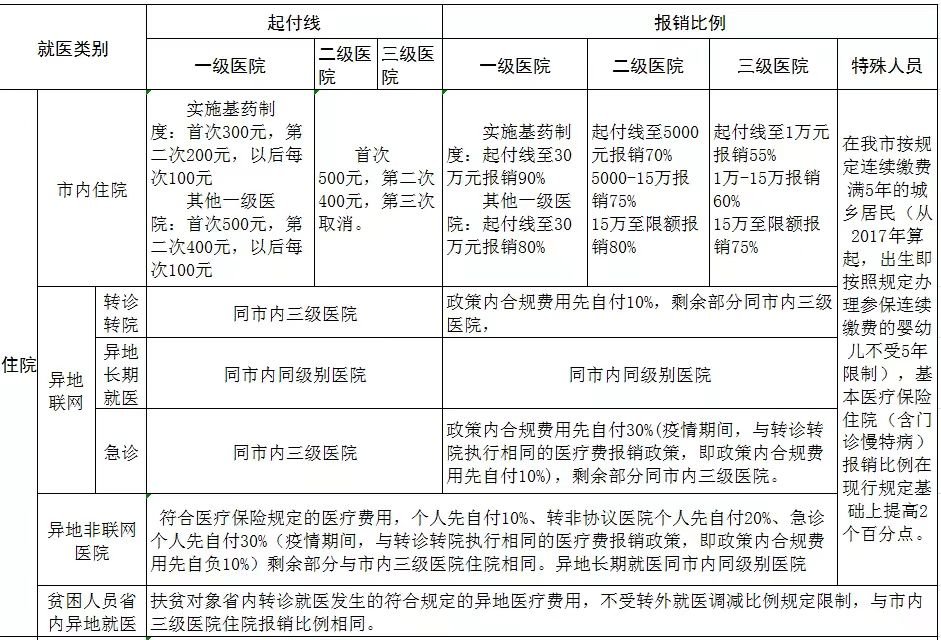 就医类别
起付线
报销比例
一级医院
二级医
院
三级医
院
一级医院
二级医院
三级医院
特殊人员
住院
市内住院
实施基药制
度：首次300元，第
二次200元，以后每
次100元
其他一级医
院：首次500元，第
二次400元，以后每
次100元
首次
500元，第二次
400元，第三次
取消。
实施基药制
度：起付线至30
万元报销90%
其他一级医
院：起付线至30
万元报销80%
起付线至5000
元报销70%
5000-15万报
销75%
15万至限额报
销80%
起付线至1万元
报销55%
1万-15万报销
60%
15万至限额报
销75%
在我市按规
定连续缴费
满5年的城
乡居民（从
2017年算
起，出生即
按照规定办
理参保连续
缴费的婴幼
儿不受5年
限制），基
本医疗保险
住院（含门
诊慢特病）
报销比例在
现行规定基
础上提高2
个百分点。
异地
联网
转诊
转院
同市内三级医院
政策内合规费用先自付10%，剩余部分同市内三级
医院，
异地
长期
就医
同市内同级别医院
同市内同级别医院
急诊
同市内三级医院
政策内合规费用先自付30%(疫情期间，与转诊转
院执行相同的医疗费报销政策，即政策内合规费
用先自付10%)，剩余部分同市内三级医院。
异地非联网
医院
符合医疗保险规定的医疗费用，个人先自付10%、转非协议医院个人先自付20%、急诊
个人先自付30%（疫情期间，与转诊转院执行相同的医疗费报销政策，即政策内合规费
用先自负10%）剩余部分与市内三级医院住院相同。异地长期就医同市内同级别医院
贫困人员省
内异地就医
扶贫对象省内转诊就医发生的符合规定的异地医疗费用，不受转外就医调减比例规定限制，与市内
三级医院住院报销比例相同。